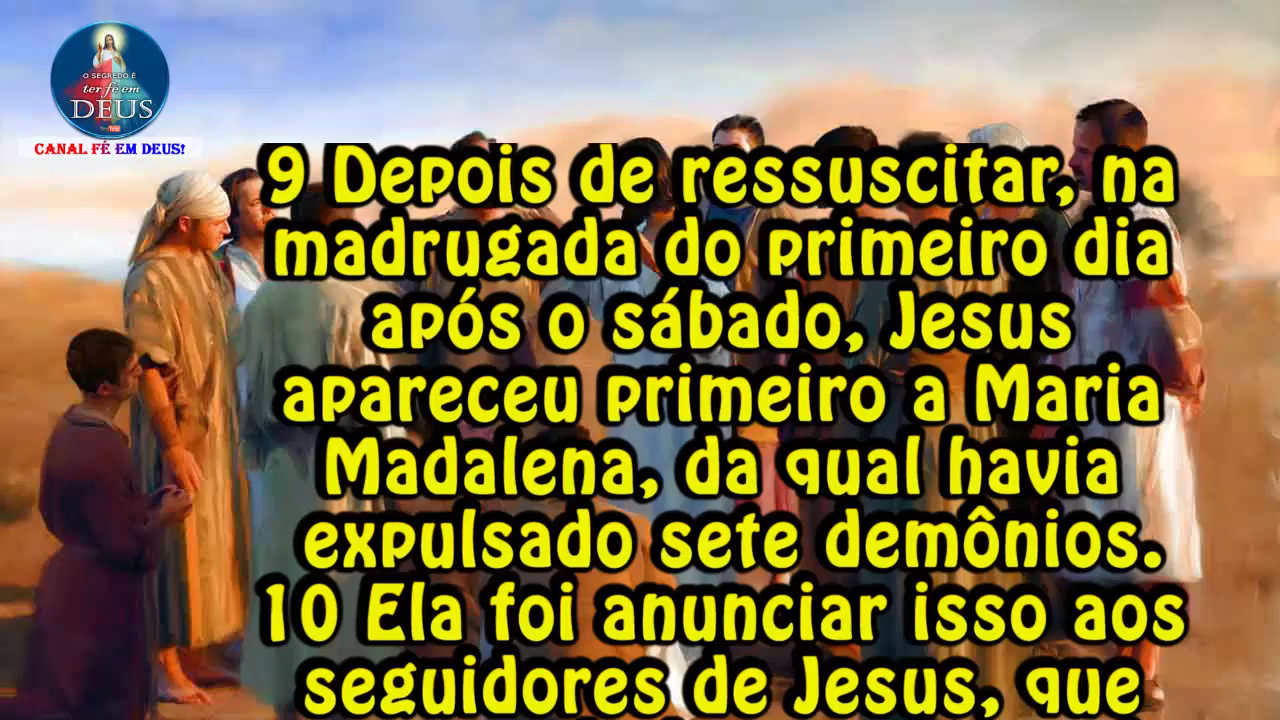 O SEGREDO É
ter fé em
DEUS
CANAL FÉ EM DEUS!
9 Depois de ressuscitar, na
madrugada do primeiro dia
após o sábado, Jesus
apareceu primeiro a Maria
Madalena, da qual havia
expulsado sete demônios.
10 Ela foi anunciar isso aos
seguidores de Jesus, que